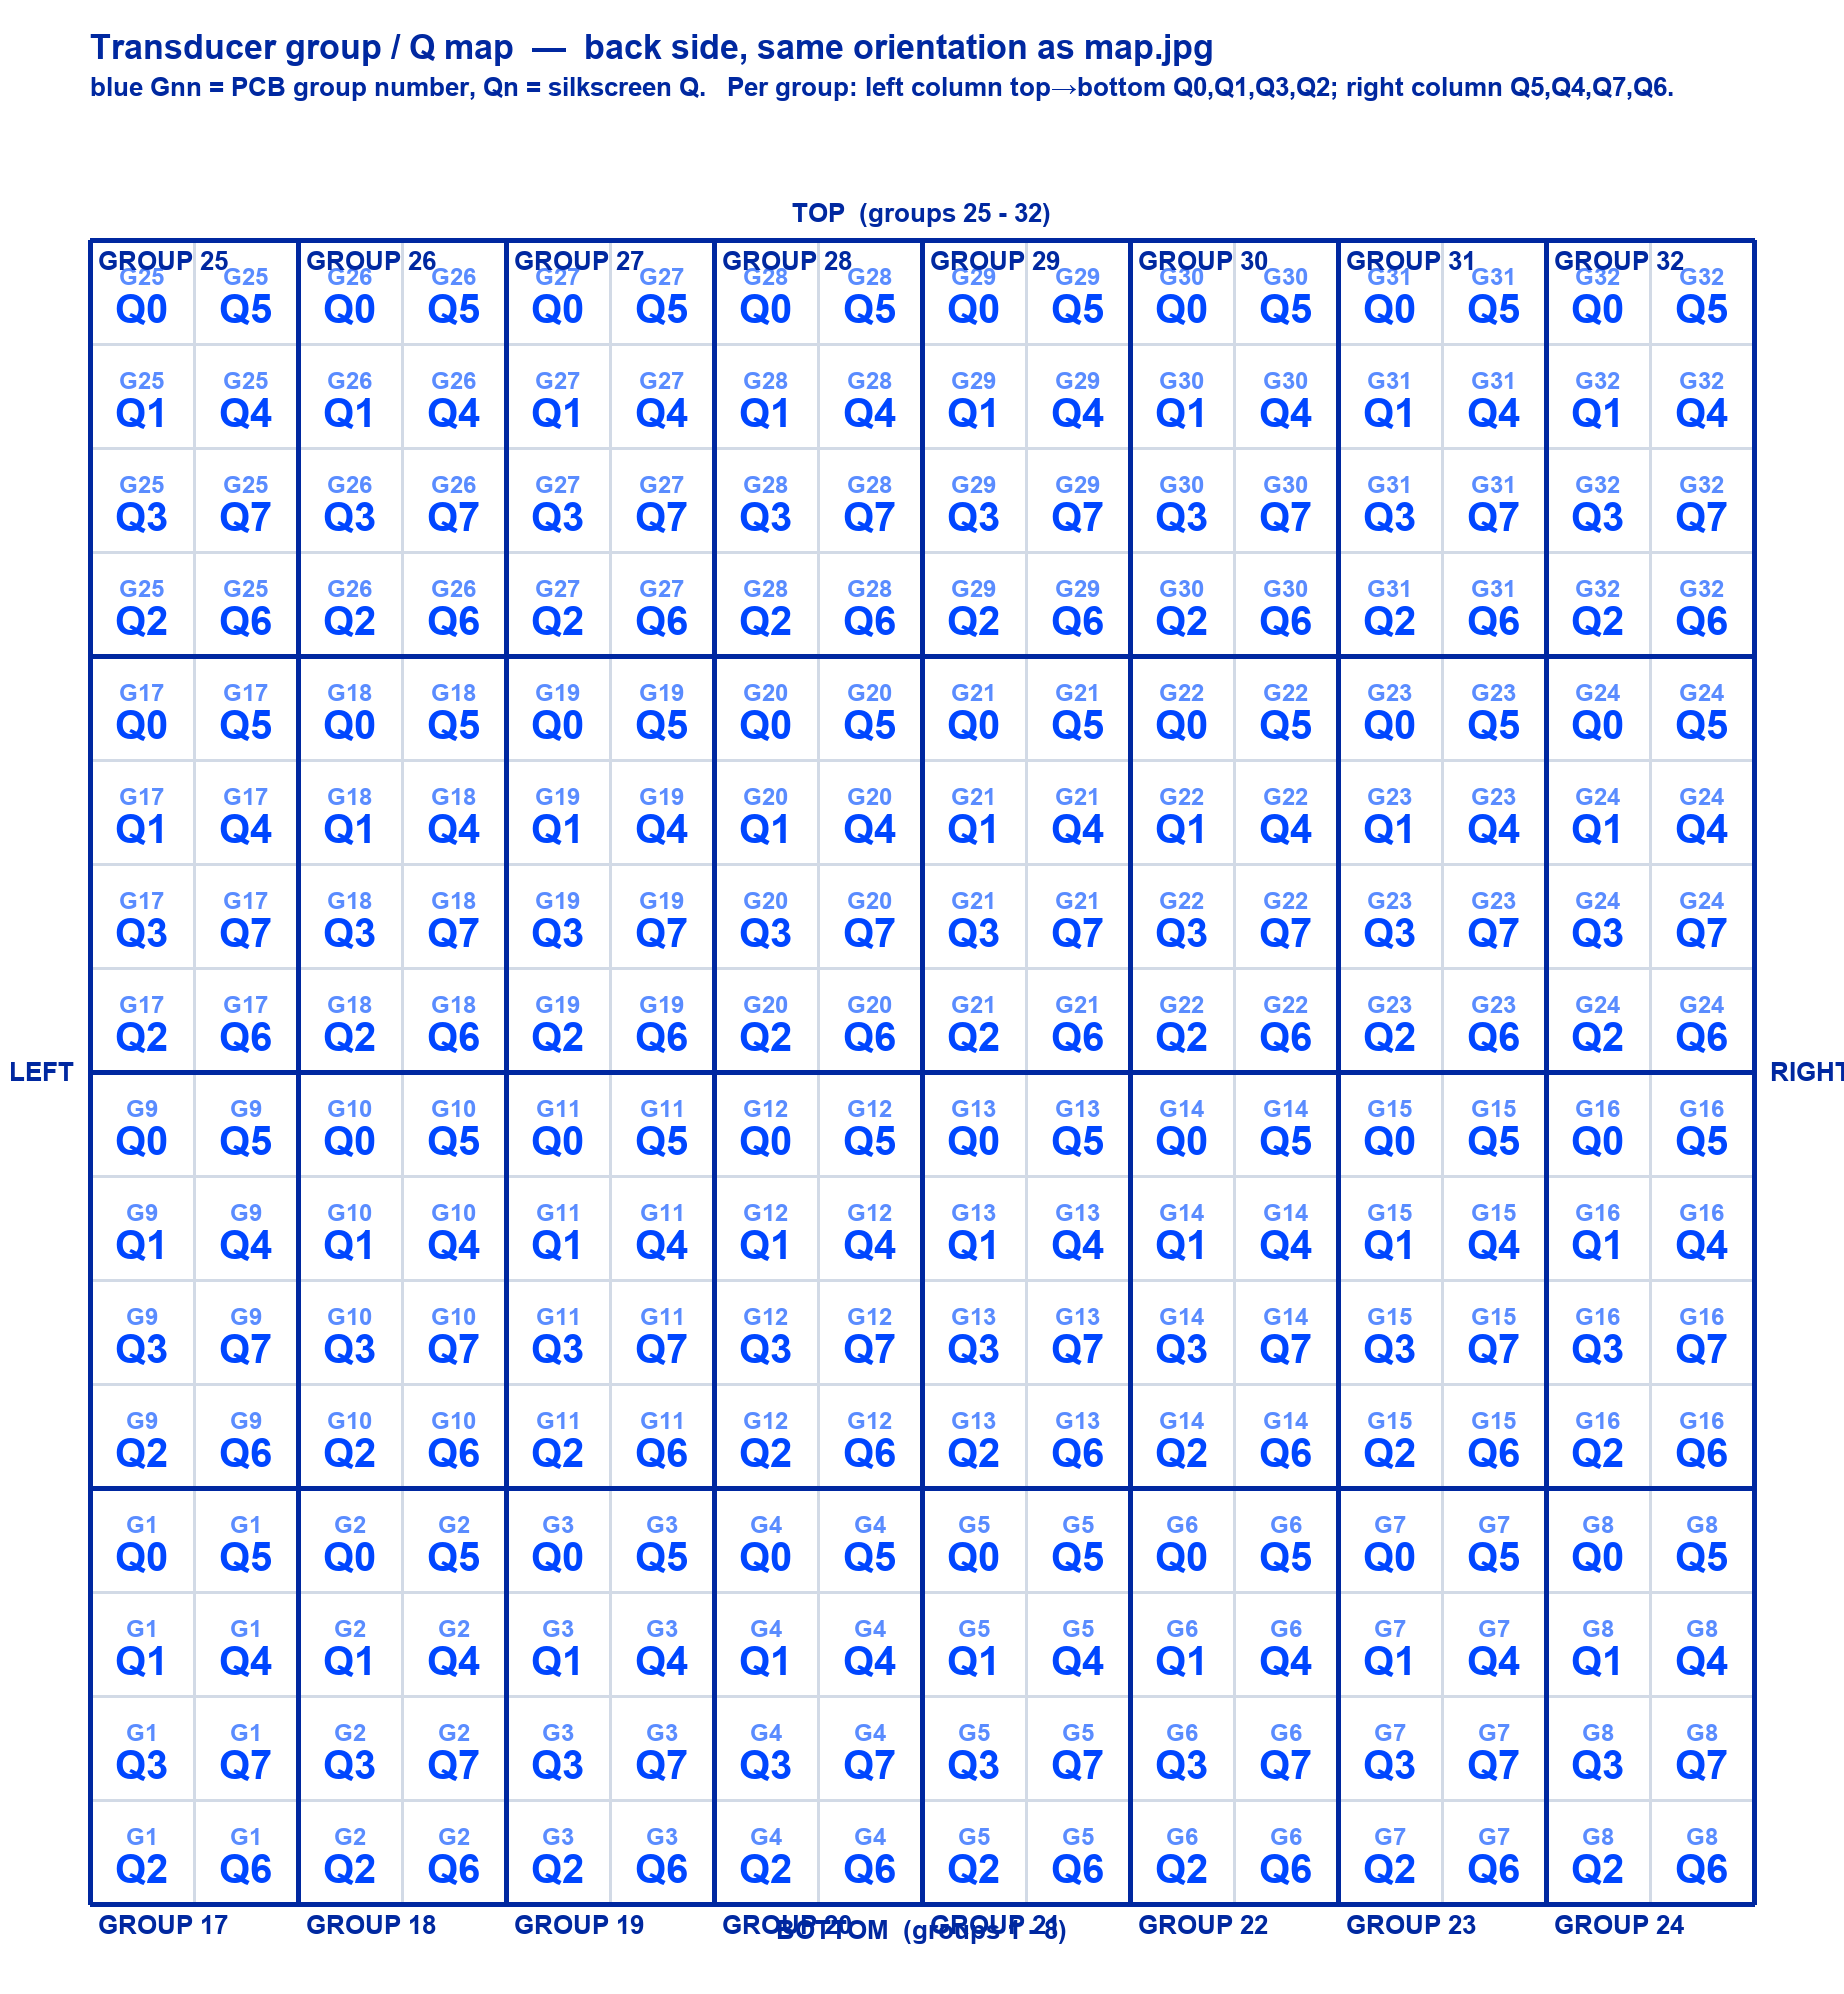 Transducer group / Q map — back side, same orientation as map.jpg
blue Gnn = PCB group number, Qn = silkscreen Q. Per group: left column top→bottom Q0,Q1,Q3,Q2; right column Q5,Q4,Q7,Q6.
TOP (groups 25 - 32)
GROUP 25 GROUP 26 GROUP 27 GROUP 28 GROUP 29 GROUP 30 GROUP 31 GROUP 32
G25 G25 G26 G26 G27 G27 G28 G28 G29 G29 G30 G30 G31 G31 G32 G32
Q0 Q5 Q0 Q5 Q0 Q5 Q0 Q5 Q0 Q5 Q0 Q5 Q0 Q5 Q0 Q5
G25 G25 G26 G26 G27 G27 G28 G28 G29 G29 G30 G30 G31 G31 G32 G32
Q1 Q4 Q1 Q4 Q1 Q4 Q1 Q4 Q1 Q4 Q1 Q4 Q1 Q4 Q1 Q4
G25 G25 G26 G26 G27 G27 G28 G28 G29 G29 G30 G30 G31 G31 G32 G32
Q3 Q7 Q3 Q7 Q3 Q7 Q3 Q7 Q3 Q7 Q3 Q7 Q3 Q7 Q3 Q7
G25 G25 G26 G26 G27 G27 G28 G28 G29 G29 G30 G30 G31 G31 G32 G32
Q2 Q6 Q2 Q6 Q2 Q6 Q2 Q6 Q2 Q6 Q2 Q6 Q2 Q6 Q2 Q6
G17 G17 G18 G18 G19 G19 G20 G20 G21 G21 G22 G22 G23 G23 G24 G24
Q0 Q5 Q0 Q5 Q0 Q5 Q0 Q5 Q0 Q5 Q0 Q5 Q0 Q5 Q0 Q5
G17 G17 G18 G18 G19 G19 G20 G20 G21 G21 G22 G22 G23 G23 G24 G24
Q1 Q4 Q1 Q4 Q1 Q4 Q1 Q4 Q1 Q4 Q1 Q4 Q1 Q4 Q1 Q4
G17 G17 G18 G18 G19 G19 G20 G20 G21 G21 G22 G22 G23 G23 G24 G24
Q3 Q7 Q3 Q7 Q3 Q7 Q3 Q7 Q3 Q7 Q3 Q7 Q3 Q7 Q3 Q7
G17 G17 G18 G18 G19 G19 G20 G20 G21 G21 G22 G22 G23 G23 G24 G24
Q2 Q6 Q2 Q6 Q2 Q6 Q2 Q6 Q2 Q6 Q2 Q6 Q2 Q6 Q2 Q6
LEFT RIGHT
G9 G9 G10 G10 G11 G11 G12 G12 G13 G13 G14 G14 G15 G15 G16 G16
Q0 Q5 Q0 Q5 Q0 Q5 Q0 Q5 Q0 Q5 Q0 Q5 Q0 Q5 Q0 Q5
G9 G9 G10 G10 G11 G11 G12 G12 G13 G13 G14 G14 G15 G15 G16 G16
Q1 Q4 Q1 Q4 Q1 Q4 Q1 Q4 Q1 Q4 Q1 Q4 Q1 Q4 Q1 Q4
G9 G9 G10 G10 G11 G11 G12 G12 G13 G13 G14 G14 G15 G15 G16 G16
Q3 Q7 Q3 Q7 Q3 Q7 Q3 Q7 Q3 Q7 Q3 Q7 Q3 Q7 Q3 Q7
G9 G9 G10 G10 G11 G11 G12 G12 G13 G13 G14 G14 G15 G15 G16 G16
Q2 Q6 Q2 Q6 Q2 Q6 Q2 Q6 Q2 Q6 Q2 Q6 Q2 Q6 Q2 Q6
G1 G1 G2 G2 G3 G3 G4 G4 G5 G5 G6 G6 G7 G7 G8 G8
Q0 Q5 Q0 Q5 Q0 Q5 Q0 Q5 Q0 Q5 Q0 Q5 Q0 Q5 Q0 Q5
G1 G1 G2 G2 G3 G3 G4 G4 G5 G5 G6 G6 G7 G7 G8 G8
Q1 Q4 Q1 Q4 Q1 Q4 Q1 Q4 Q1 Q4 Q1 Q4 Q1 Q4 Q1 Q4
G1 G1 G2 G2 G3 G3 G4 G4 G5 G5 G6 G6 G7 G7 G8 G8
Q3 Q7 Q3 Q7 Q3 Q7 Q3 Q7 Q3 Q7 Q3 Q7 Q3 Q7 Q3 Q7
G1 G1 G2 G2 G3 G3 G4 G4 G5 G5 G6 G6 G7 G7 G8 G8
Q2 Q6 Q2 Q6 Q2 Q6 Q2 Q6 Q2 Q6 Q2 Q6 Q2 Q6 Q2 Q6
GROUP 17 GROUP 18 GROUP 19 GROUP 20 GROUP 21 GROUP 22 GROUP 23 GROUP 24
BOTTOM (groups 1 - 8)